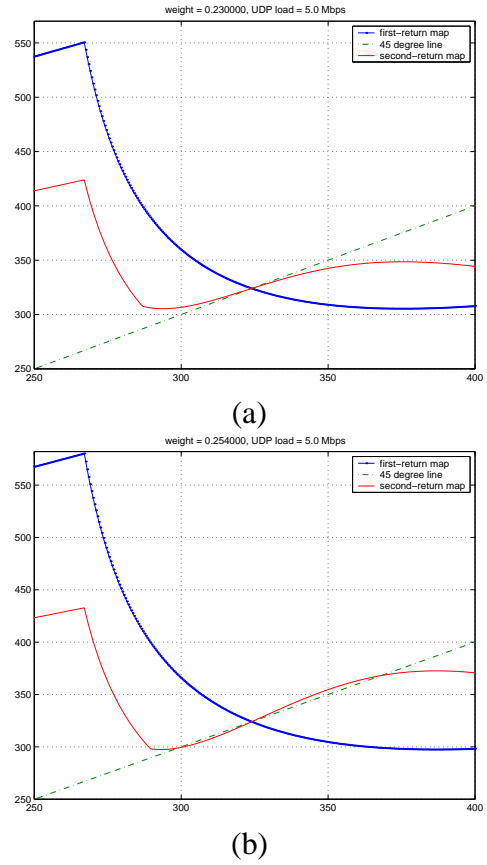 weight = 0.230000, UDP load = 5.0 Mbps
first−return map
45 degree line
second−return map
550
500
450
400
350
300
250
250
300
350
400
(a)
weight = 0.254000, UDP load = 5.0 Mbps
first−return map
45 degree line
second−return map
550
500
450
400
350
300
250
250
300
350
400
(b)